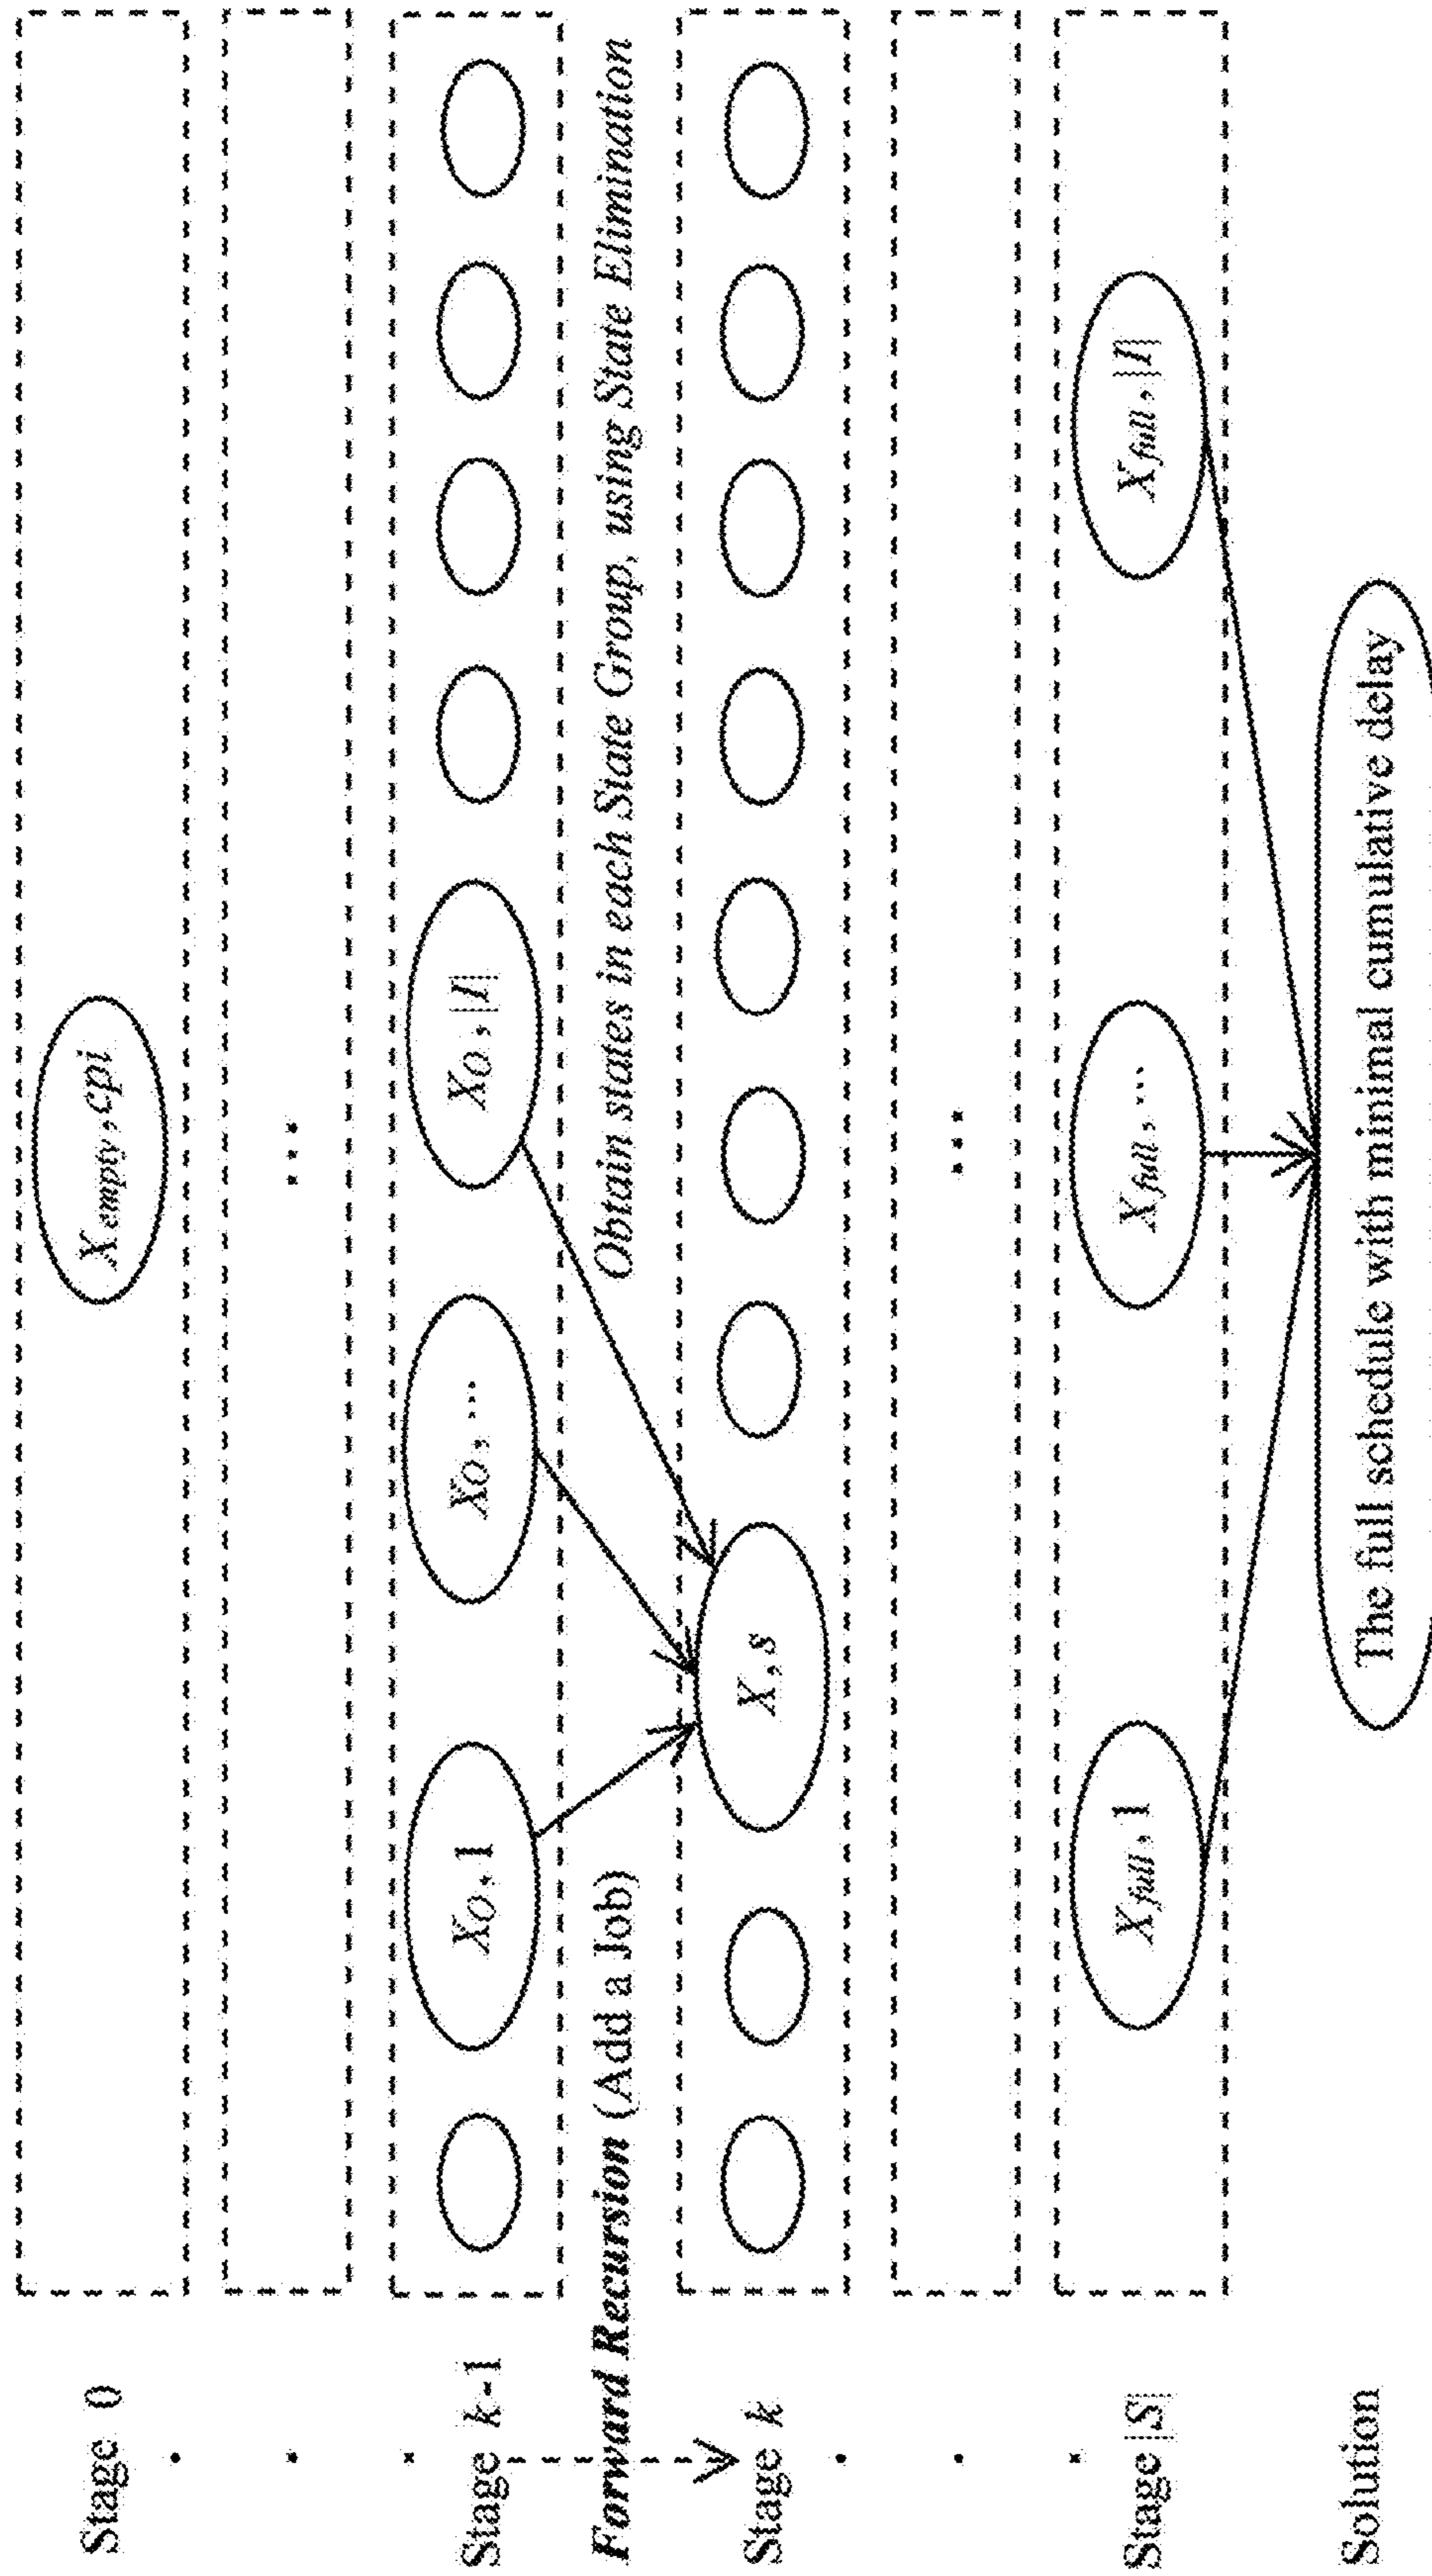 Stage 0
X_empty, cpi
...
Stage k-1
X_O, 1
X_O, ...
X_O, |I|
Forward Recursion (Add a Job)
Obtain states in each State Group, using State Elimination
Stage k
X, s
...
Stage |S|
X_full, 1
X_full, ...
X_full, |I|
Solution
The full schedule with minimal cumulative delay